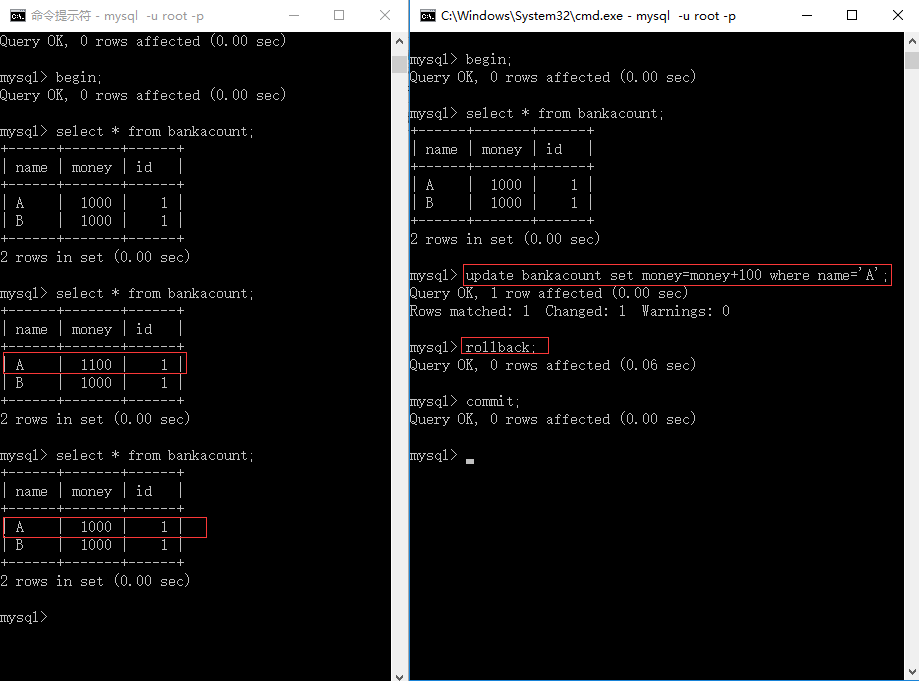 命令提示符 - mysql  -u root -p
Query OK, 0 rows affected (0.00 sec)
mysql> begin;
Query OK, 0 rows affected (0.00 sec)
mysql> select * from bankacount;
+------+-------+------+
| name | money | id   |
+------+-------+------+
| A    |  1000 |    1 |
| B    |  1000 |    1 |
+------+-------+------+
2 rows in set (0.00 sec)
mysql> select * from bankacount;
+------+-------+------+
| name | money | id   |
+------+-------+------+
| A    |  1100 |    1 |
| B    |  1000 |    1 |
+------+-------+------+
2 rows in set (0.00 sec)
mysql> select * from bankacount;
+------+-------+------+
| name | money | id   |
+------+-------+------+
| A    |  1000 |    1 |
| B    |  1000 |    1 |
+------+-------+------+
2 rows in set (0.00 sec)
mysql>
C:\Windows\System32\cmd.exe - mysql  -u root -p
mysql> begin;
Query OK, 0 rows affected (0.00 sec)
mysql> select * from bankacount;
+------+-------+------+
| name | money | id   |
+------+-------+------+
| A    |  1000 |    1 |
| B    |  1000 |    1 |
+------+-------+------+
2 rows in set (0.00 sec)
mysql> update bankacount set money=money+100 where name='A';
Query OK, 1 row affected (0.00 sec)
Rows matched: 1  Changed: 1  Warnings: 0
mysql> rollback;
Query OK, 0 rows affected (0.06 sec)
mysql> commit;
Query OK, 0 rows affected (0.00 sec)
mysql>